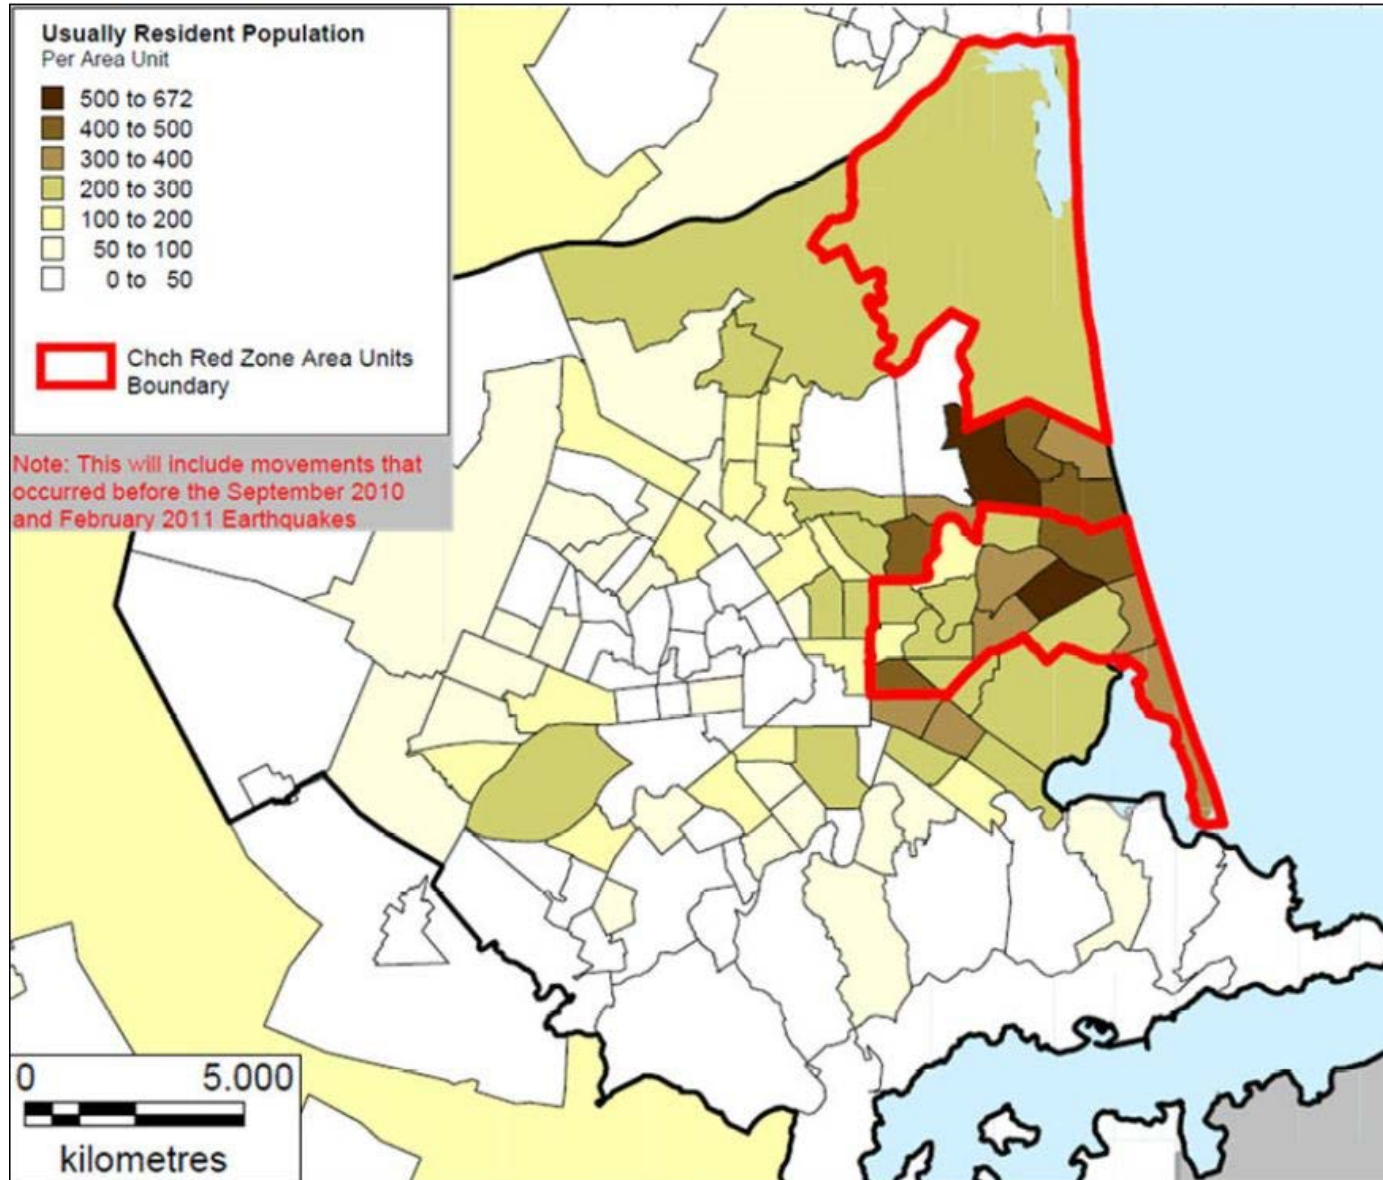 Usually Resident Population
Per Area Unit
500 to 672
400 to 500
300 to 400
200 to 300
100 to 200
50 to 100
0 to 50
Chch Red Zone Area Units
Boundary
Note: This will include movements that
occurred before the September 2010
and February 2011 Earthquakes
0 5.000
kilometres